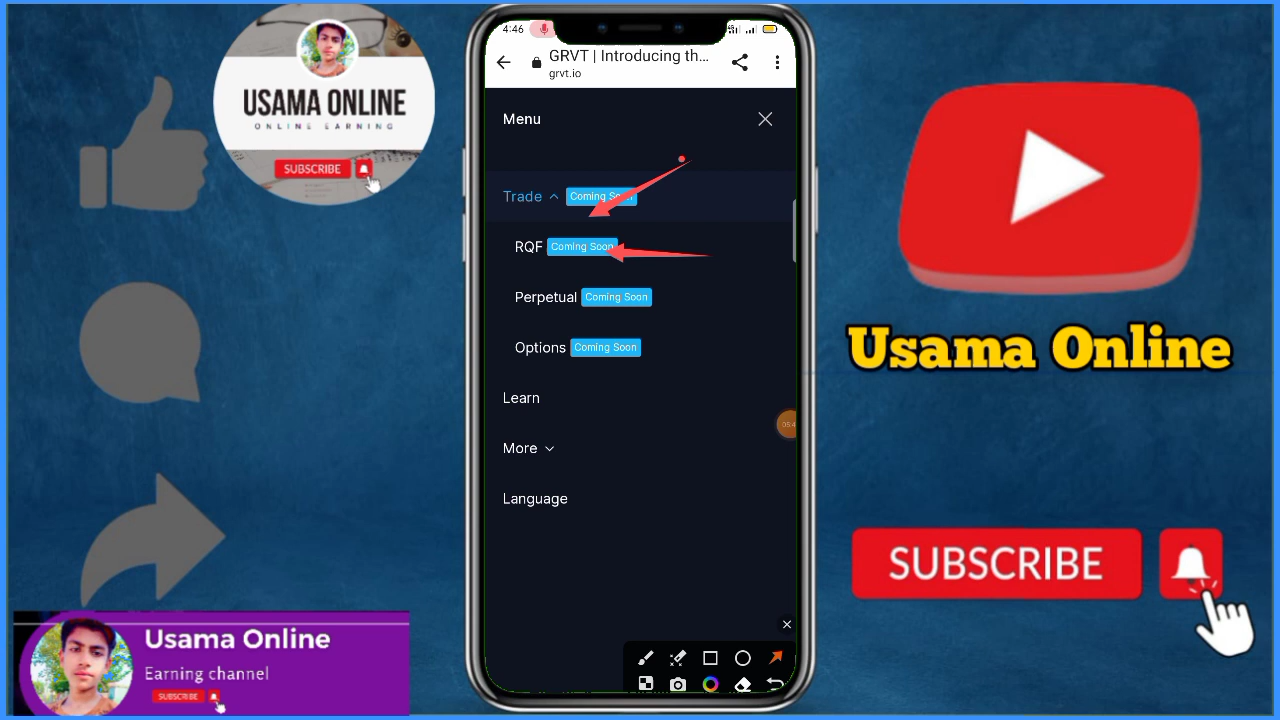 USAMA ONLINE
ONLINE EARNING
SUBSCRIBE
4:46
GRVT | Introducing th...
grvt.io
Menu
Trade Coming Soon
RQF Coming Soon
Perpetual Coming Soon
Options Coming Soon
Learn
More
Language
Usama Online
SUBSCRIBE
Usama Online
Earning channel
SUBSCRIBE